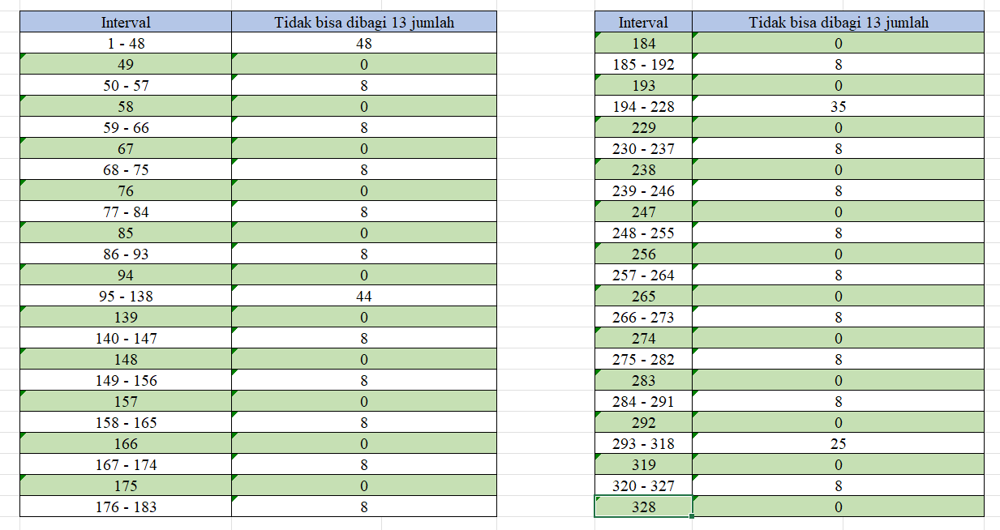 Interval Tidak bisa dibagi 13 jumlah
1 - 48 48
49 0
50 - 57 8
58 0
59 - 66 8
67 0
68 - 75 8
76 0
77 - 84 8
85 0
86 - 93 8
94 0
95 - 138 44
139 0
140 - 147 8
148 0
149 - 156 8
157 0
158 - 165 8
166 0
167 - 174 8
175 0
176 - 183 8
Interval Tidak bisa dibagi 13 jumlah
184 0
185 - 192 8
193 0
194 - 228 35
229 0
230 - 237 8
238 0
239 - 246 8
247 0
248 - 255 8
256 0
257 - 264 8
265 0
266 - 273 8
274 0
275 - 282 8
283 0
284 - 291 8
292 0
293 - 318 25
319 0
320 - 327 8
328 0